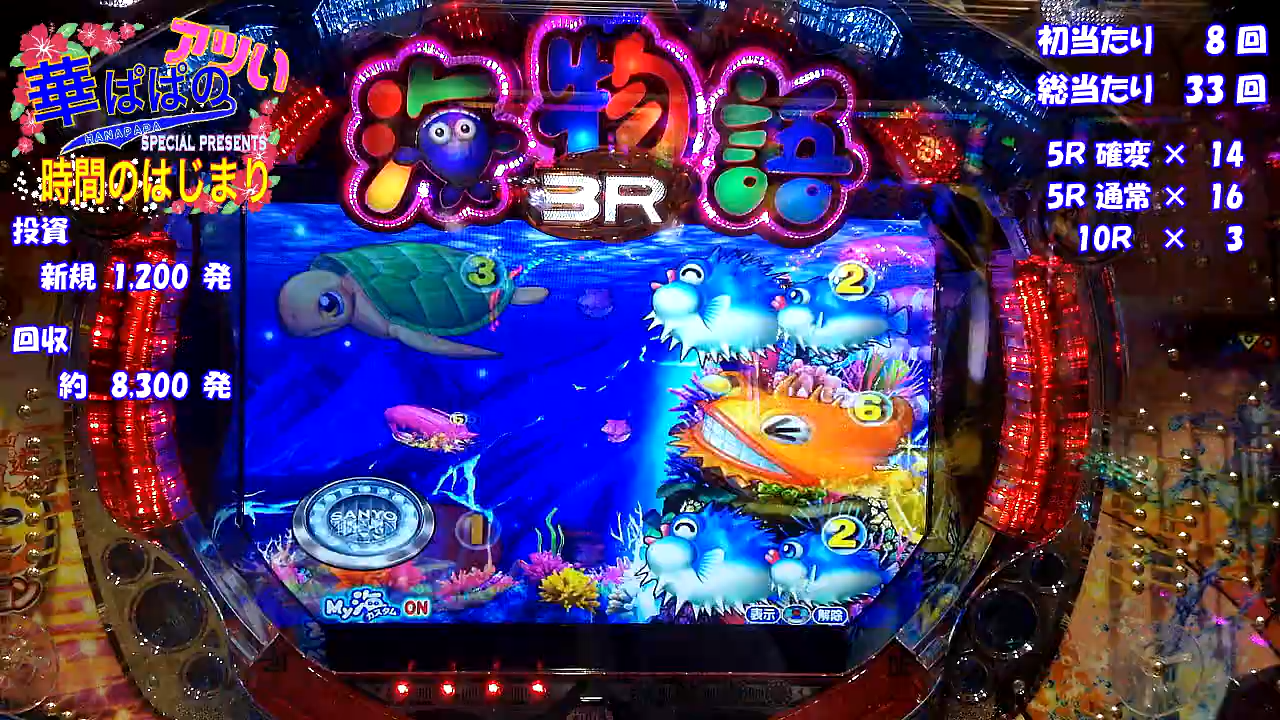 華ぱぱの
アツい
HANAPAPA
SPECIAL PRESENTS
時間のはじまり
投資
新規 1,200 発
回収
約 8,300 発
初当たり 8 回
総当たり 33 回
5R 確変 × 14
5R 通常 × 16
10R × 3
海物語
3R
3
2
5
6
SANYO
1
2
My海カスタム ON
表示
解除